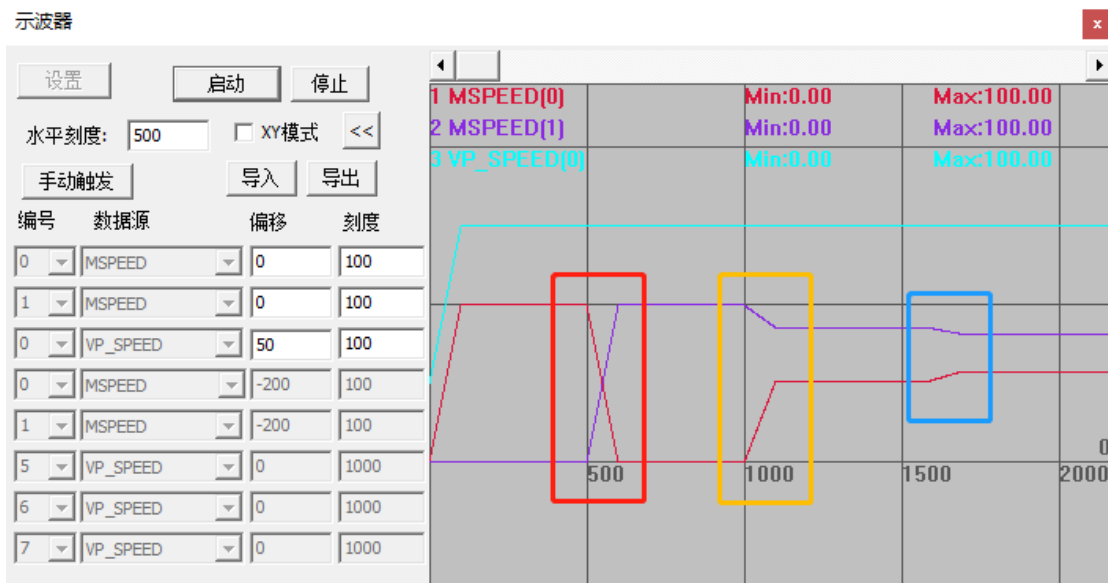 示波器
x
设置 启动 停止
水平刻度: 500 XY模式 <<
手动触发 导入 导出
编号 数据源 偏移 刻度
0 MSPEED 0 100
1 MSPEED 0 100
0 VP_SPEED 50 100
0 MSPEED -200 100
1 MSPEED -200 100
5 VP_SPEED 0 1000
6 VP_SPEED 0 1000
7 VP_SPEED 0 1000
1 MSPEED(0) Min:0.00 Max:100.00
2 MSPEED(1) Min:0.00 Max:100.00
3 VP_SPEED(0) Min:0.00 Max:100.00
0
500 1000 1500 2000